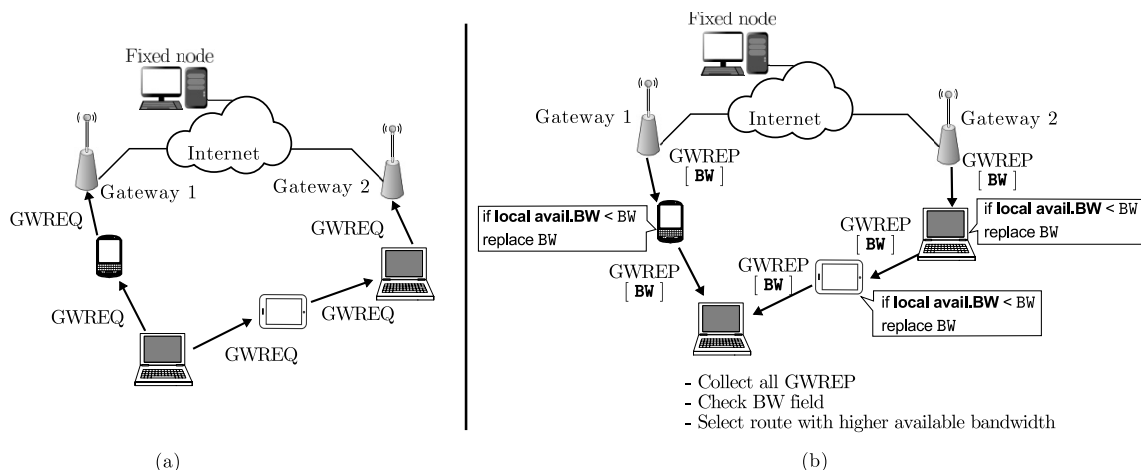 Fixed node
Internet
Gateway 1
Gateway 2
GWREQ
GWREQ
GWREQ
GWREQ
GWREQ
(a)
Fixed node
Gateway 1
Internet
Gateway 2
GWREP
[ BW ]
GWREP
[ BW ]
if local avail.BW < BW
replace BW
if local avail.BW < BW
replace BW
GWREP
[ BW ]
GWREP
[ BW ]
GWREP
[ BW ]
if local avail.BW < BW
replace BW
- Collect all GWREP
- Check BW field
- Select route with higher available bandwidth
(b)